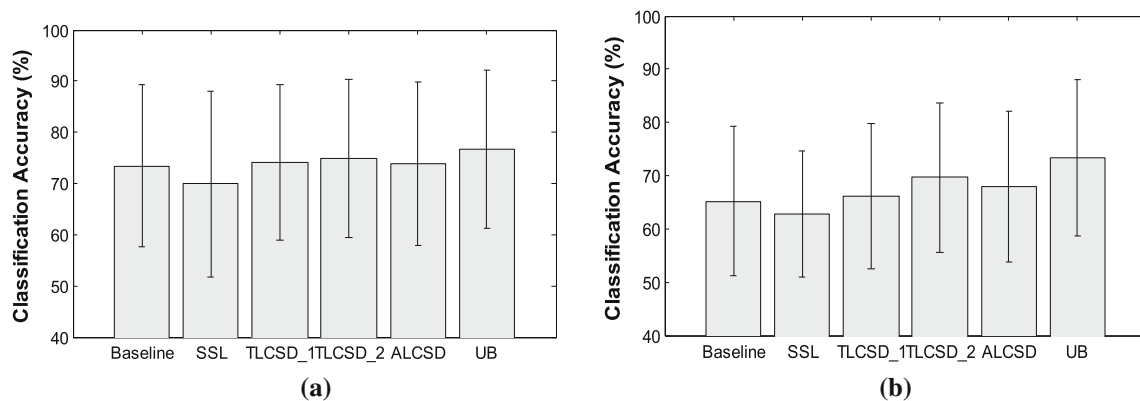 Classification Accuracy (%)
100
90
80
70
60
50
40
Baseline SSL TLCSD_1 TLCSD_2 ALCSD UB
(a)
Classification Accuracy (%)
100
90
80
70
60
50
40
Baseline SSL TLCSD_1 TLCSD_2 ALCSD UB
(b)